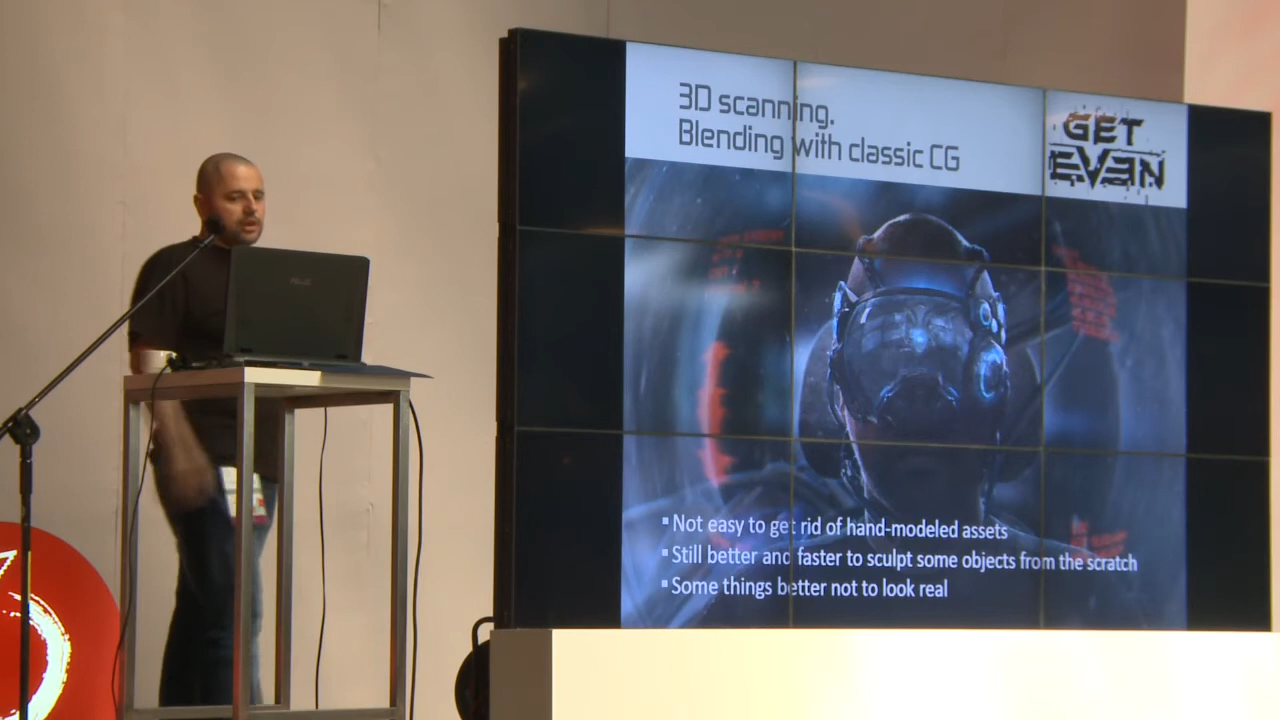 3D scanning.
Blending with classic CG
GET
EVEN
▪ Not easy to get rid of hand-modeled assets
▪ Still better and faster to sculpt some objects from the scratch
▪ Some things better not to look real